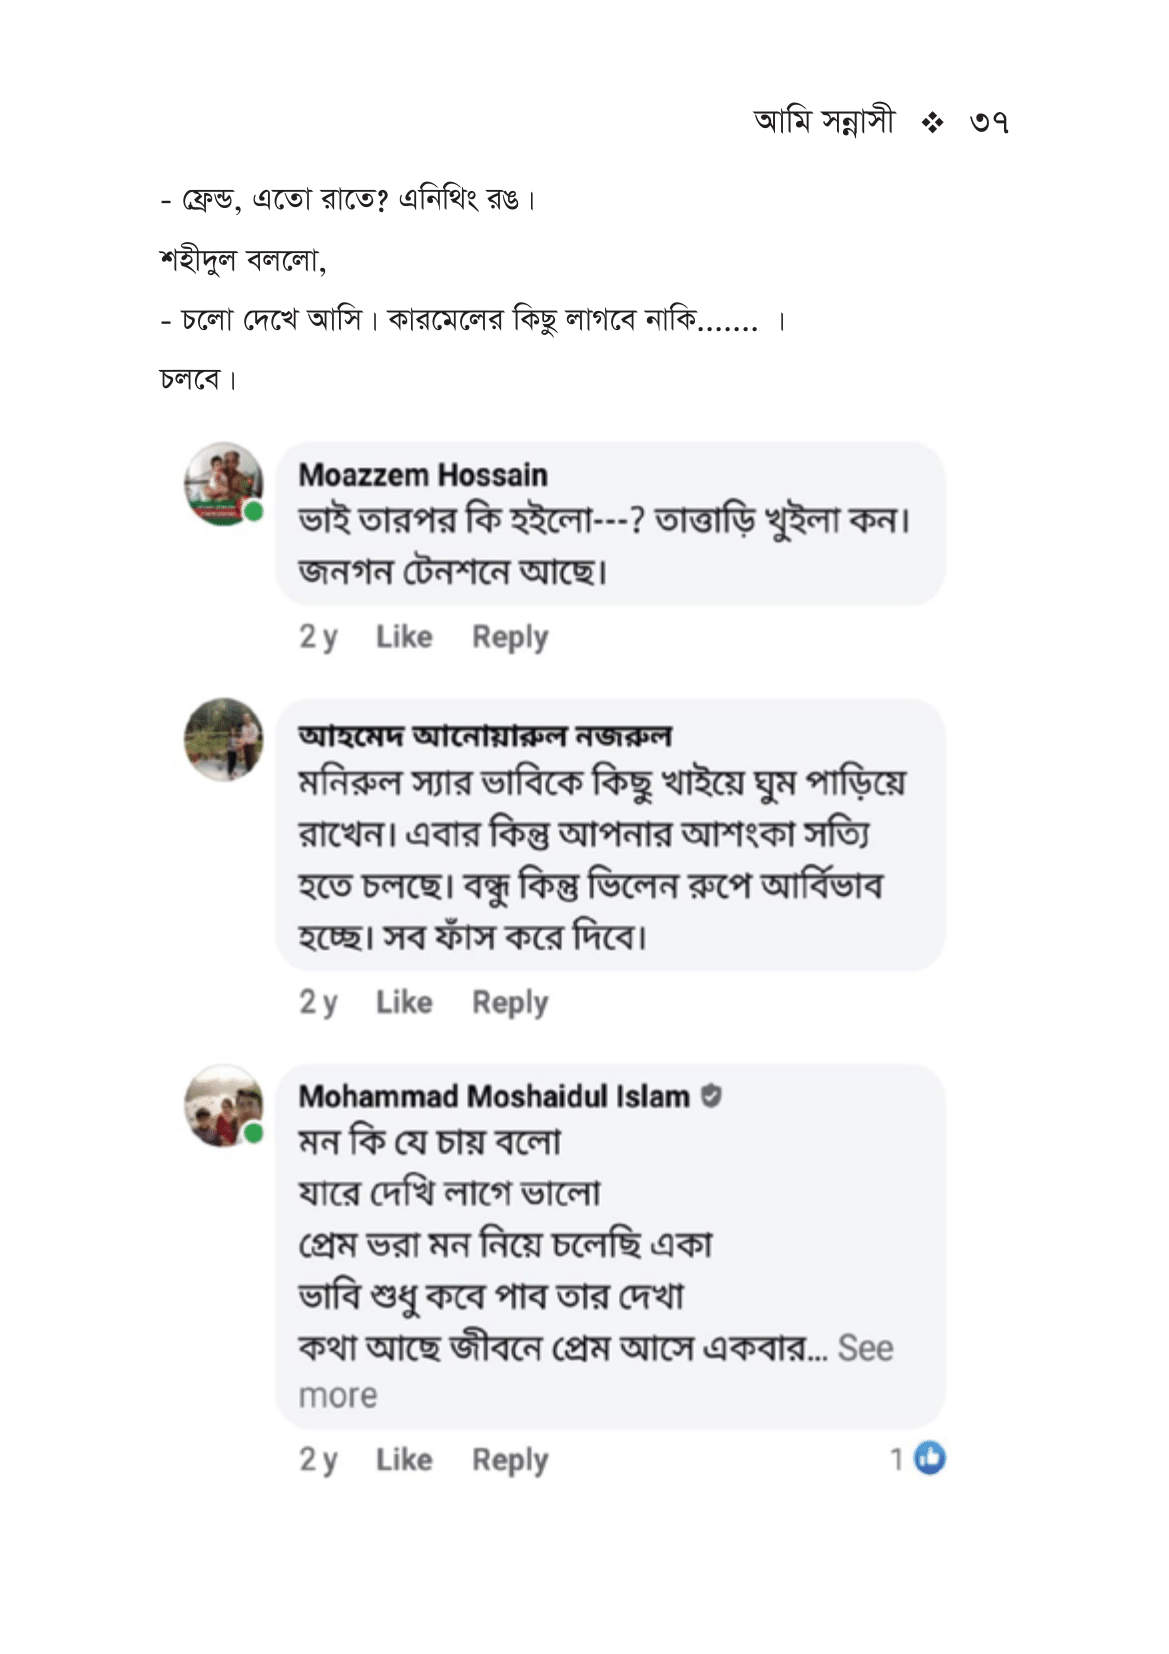 আমি সন্নাসী ❖ ৩৭
- ফ্রেন্ড, এতো রাতে? এনিথিং রঙ।
শহীদুল বললো,
- চলো দেখে আসি। কারমেলের কিছু লাগবে নাকি....... ।
চলবে।
Moazzem Hossain
ভাই তারপর কি হইলো---? তাত্তাড়ি খুইলা কন।
জনগন টেনশনে আছে।
2 y Like Reply
আহমেদ আনোয়ারুল নজরুল
মনিরুল স্যার ভাবিকে কিছু খাইয়ে ঘুম পাড়িয়ে
রাখেন। এবার কিন্তু আপনার আশংকা সত্যি
হতে চলছে। বন্ধু কিন্তু ভিলেন রুপে আর্বিভাব
হচ্ছে। সব ফাঁস করে দিবে।
2 y Like Reply
Mohammad Moshaidul Islam
মন কি যে চায় বলো
যারে দেখি লাগে ভালো
প্রেম ভরা মন নিয়ে চলেছি একা
ভাবি শুধু কবে পাব তার দেখা
কথা আছে জীবনে প্রেম আসে একবার... See
more
2 y Like Reply 1